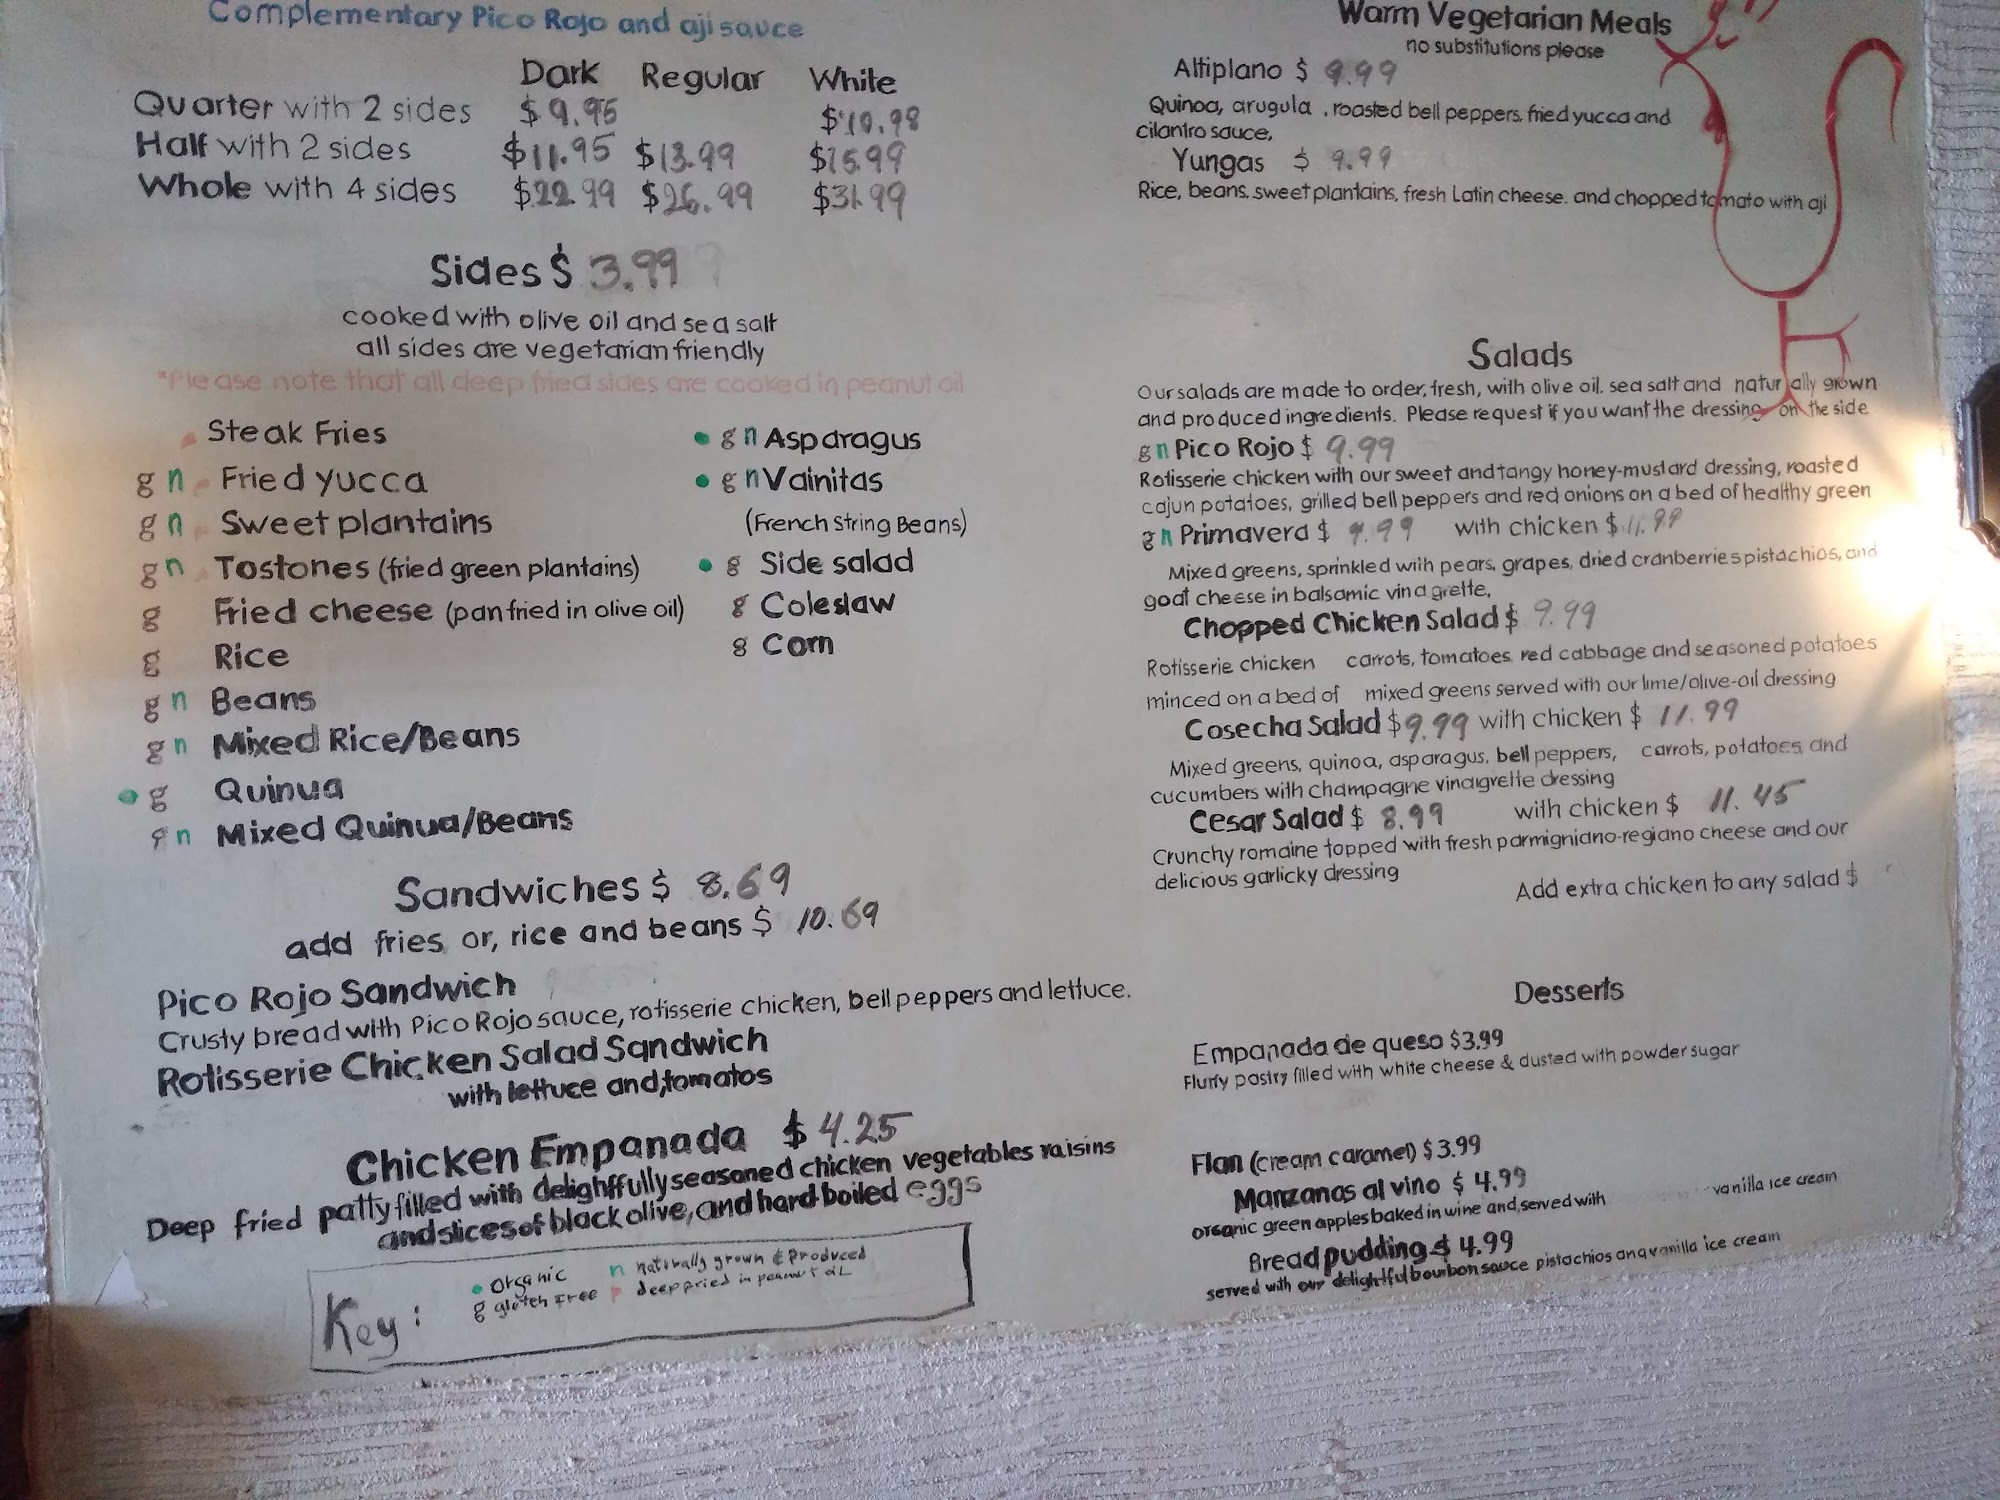 Complementary Pico Rojo and aji sauce
Dark Regular White
Quarter with 2 sides $9.95 $10.98
Half with 2 sides $11.95 $13.99 $15.99
Whole with 4 sides $22.99 $26.99 $31.99
Sides $ 3.99
cooked with olive oil and sea salt
all sides are vegetarian friendly
*Please note that all deep fried sides are cooked in peanut oil
Steak Fries
g n Fried yucca
g n Sweet plantains
g n Tostones (fried green plantains)
g Fried cheese (pan fried in olive oil)
g Rice
g n Beans
g n Mixed Rice/Beans
g Quinua
g n Mixed Quinua/Beans
g n Asparagus
g n Vainitas
(French String Beans)
g Side salad
g Coleslaw
g Corn
Sandwiches $ 8.69
add fries or, rice and beans $ 10.69
Pico Rojo Sandwich
Crusty bread with Pico Rojo sauce, rotisserie chicken, bell peppers and lettuce.
Rotisserie Chicken Salad Sandwich
with lettuce and,tomatos
Chicken Empanada $ 4.25
Deep fried patty filled with delighffully seasoned chicken vegetables raisins
and slices of black olive, and hard boiled eggs
Key:
organic n naturally grown & produced
g gluten Free p deep fried in peanut oil
Warm Vegetarian Meals
no substitutions please
Altiplano $ 9.99
Quinoa, arugula , roasted bell peppers, fried yucca and
cilantro sauce,
Yungas $ 9.99
Rice, beans, sweet plantains, fresh Latin cheese. and chopped tomato with aji
Salads
Our salads are made to order, fresh, with olive oil, sea salt and naturally grown
and produced ingredients. Please request if you want the dressing on the side
g n Pico Rojo $ 9.99
Rotisserie chicken with our sweet and tangy honey-mustard dressing, roasted
cajun potatoes, grilled bell peppers and red onions on a bed of healthy green
g n Primavera $ 9.99 with chicken $ 11.99
Mixed greens, sprinkled with pears, grapes, dried cranberries pistachios, and
goat cheese in balsamic vinagrette,
Chopped Chicken Salad $ 9.99
Rotisserie chicken carrots, tomatoes, red cabbage and seasoned potatoes
minced on a bed of mixed greens served with our lime/olive-oil dressing
Cosecha Salad $9.99 with chicken $ 11.99
Mixed greens, quinoa, asparagus, bell peppers, carrots, potatoes, and
cucumbers with champagne vinaigrette dressing
Cesar Salad $ 8.99 with chicken $ 11.45
Crunchy romaine topped with fresh parmigniano-regiano cheese and our
delicious garlicky dressing
Add extra chicken to any salad $
Desserts
Empanada de queso $3.99
Fluffy pastry filled with white cheese & dusted with powder sugar
Flan (cream caramel) $3.99
Manzanas al vino $ 4.99
organic green apples baked in wine and,served with vanilla ice cream
Bread pudding $ 4.99
served with our delightful bourbon sauce pistachios and vanilla ice cream